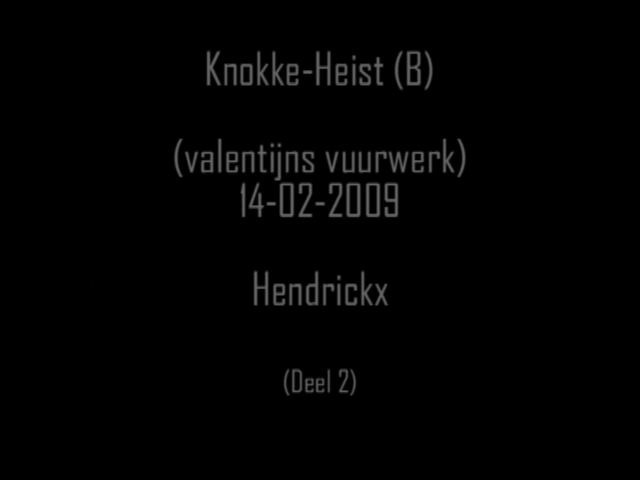 Knokke-Heist (B)
(valentijns vuurwerk)
14-02-2009
Hendrickx
(Deel 2)